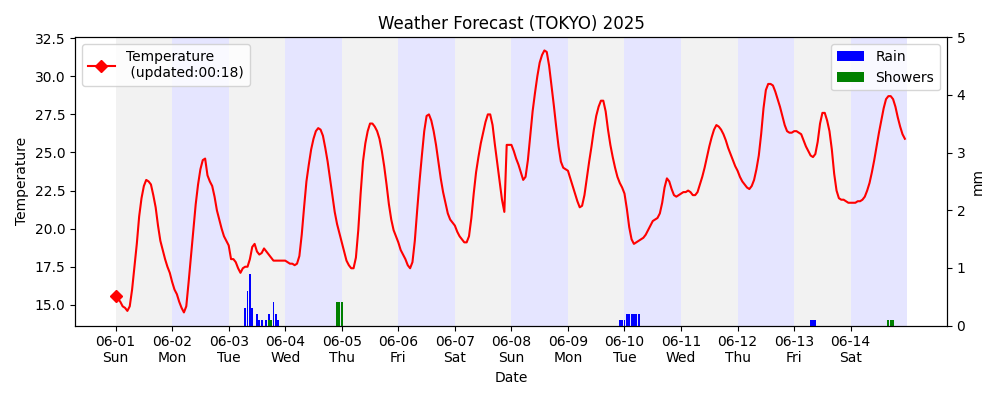 Weather Forecast (TOKYO) 2025
Temperature
(updated:00:18)
Rain
Showers
Temperature
32.5
30.0
27.5
25.0
22.5
20.0
17.5
15.0
5
4
3
2
1
0
mm
06-01 06-02 06-03 06-04 06-05 06-06 06-07 06-08 06-09 06-10 06-11 06-12 06-13 06-14
Sun Mon Tue Wed Thu Fri Sat Sun Mon Tue Wed Thu Fri Sat
Date